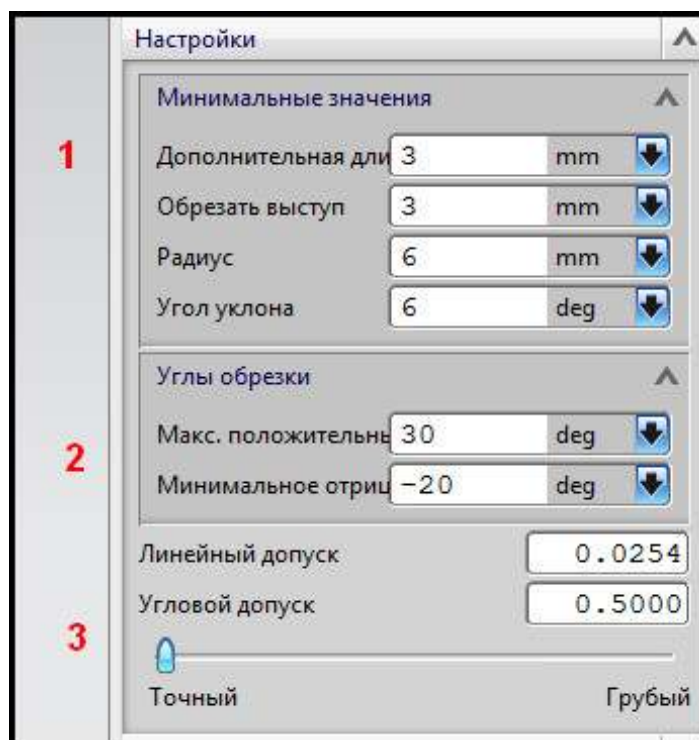 Настройки
Минимальные значения
1
Дополнительная дли 3 mm
Обрезать выступ 3 mm
Радиус 6 mm
Угол уклона 6 deg
Углы обрезки
2
Макс. положительны 30 deg
Минимальное отриц -20 deg
Линейный допуск 0.0254
Угловой допуск 0.5000
3
Точный Грубый